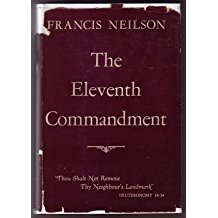 FRANCIS NEILSON
The
Eleventh
Commandment
"Thou Shalt Not Remove
Thy Neighbour's Landmark"
DEUTERONOMY 19:14